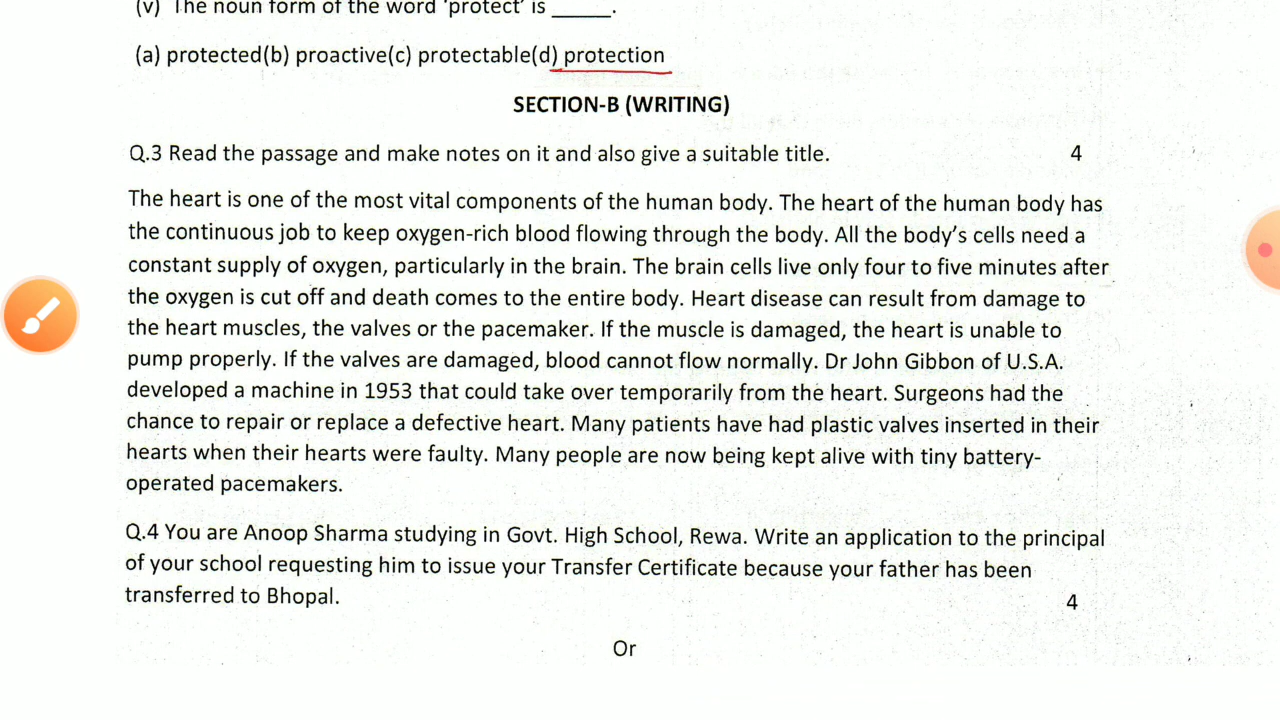 (v) The noun form of the word 'protect' is _____.
(a) protected(b) proactive(c) protectable(d) protection
SECTION-B (WRITING)
Q.3 Read the passage and make notes on it and also give a suitable title. 4
The heart is one of the most vital components of the human body. The heart of the human body has
the continuous job to keep oxygen-rich blood flowing through the body. All the body's cells need a
constant supply of oxygen, particularly in the brain. The brain cells live only four to five minutes after
the oxygen is cut off and death comes to the entire body. Heart disease can result from damage to
the heart muscles, the valves or the pacemaker. If the muscle is damaged, the heart is unable to
pump properly. If the valves are damaged, blood cannot flow normally. Dr John Gibbon of U.S.A.
developed a machine in 1953 that could take over temporarily from the heart. Surgeons had the
chance to repair or replace a defective heart. Many patients have had plastic valves inserted in their
hearts when their hearts were faulty. Many people are now being kept alive with tiny battery-
operated pacemakers.
Q.4 You are Anoop Sharma studying in Govt. High School, Rewa. Write an application to the principal
of your school requesting him to issue your Transfer Certificate because your father has been
transferred to Bhopal. 4
Or